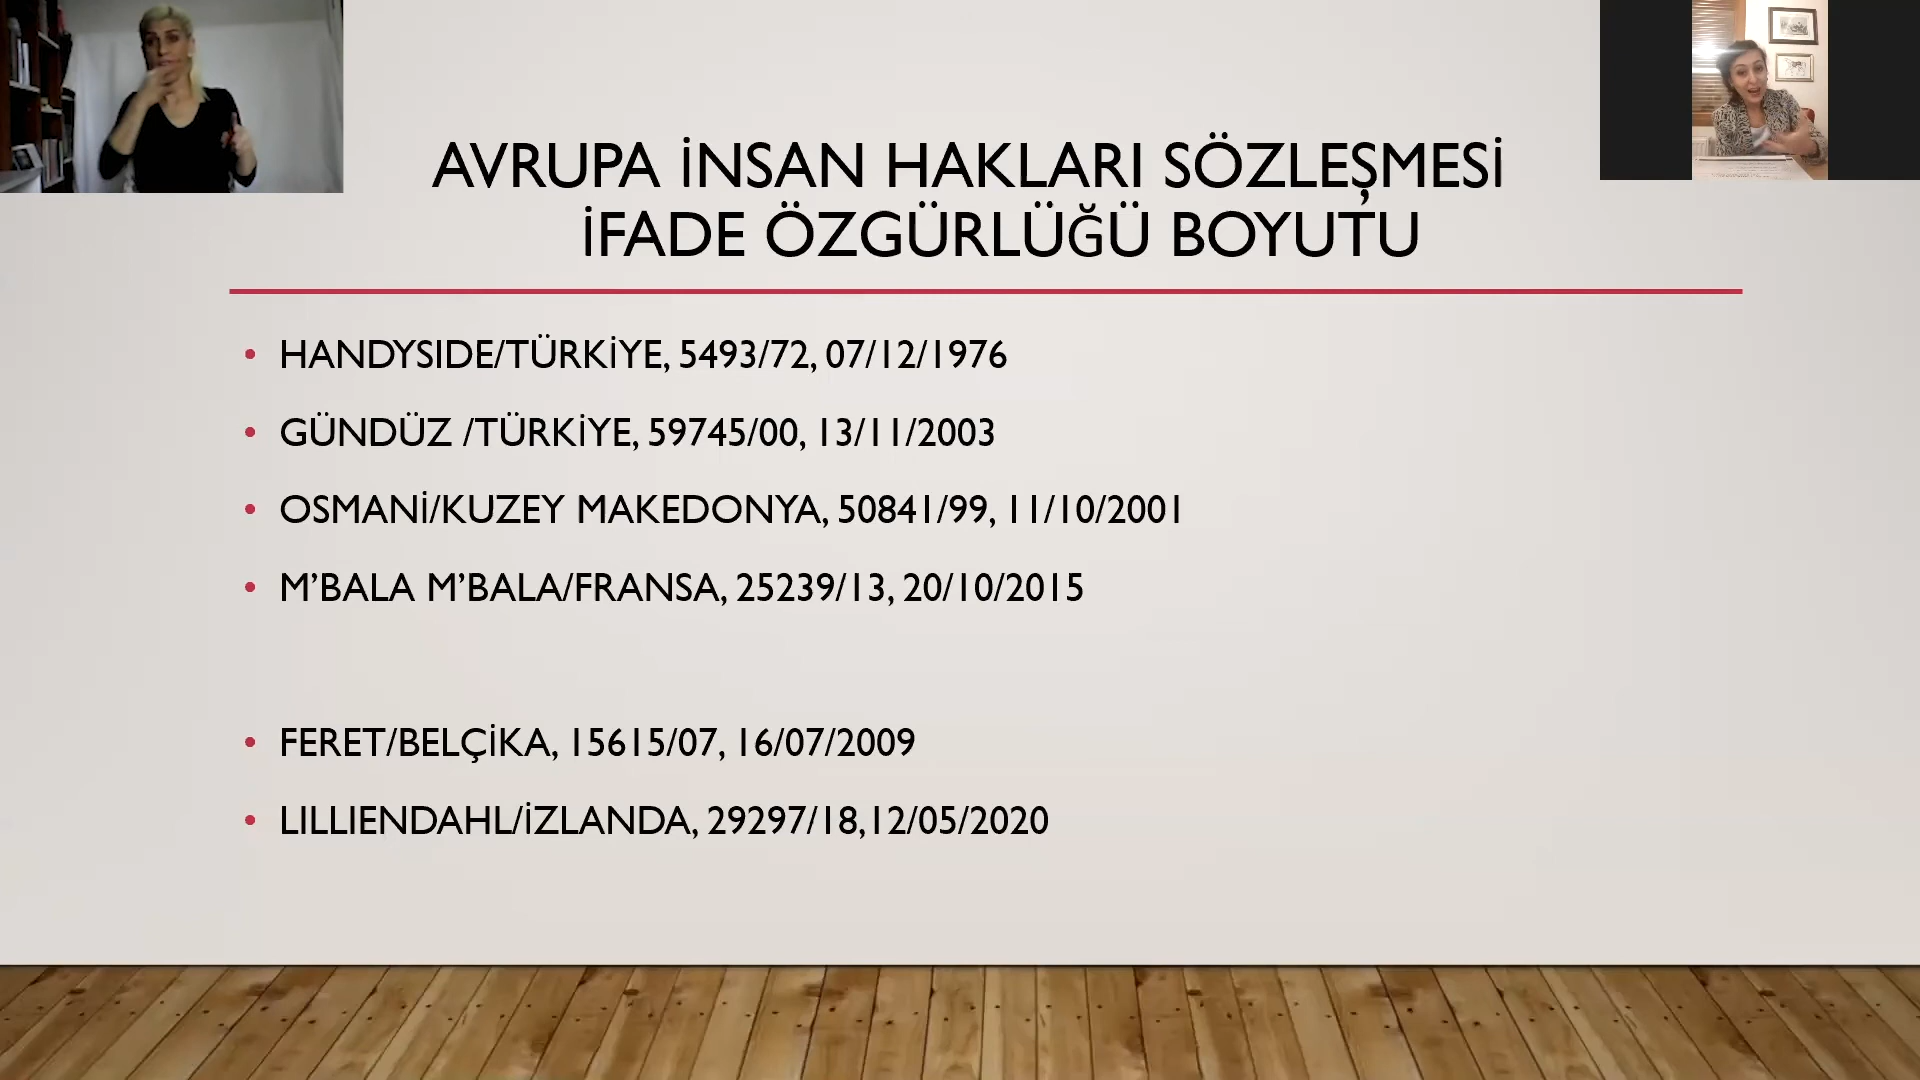 AVRUPA İNSAN HAKLARI SÖZLEŞMESİ
İFADE ÖZGÜRLÜĞÜ BOYUTU
• HANDYSIDE/TÜRKİYE, 5493/72, 07/12/1976
• GÜNDÜZ /TÜRKİYE, 59745/00, 13/11/2003
• OSMANİ/KUZEY MAKEDONYA, 50841/99, 11/10/2001
• M’BALA M’BALA/FRANSA, 25239/13, 20/10/2015
• FERET/BELÇİKA, 15615/07, 16/07/2009
• LILLIENDAHL/İZLANDA, 29297/18,12/05/2020